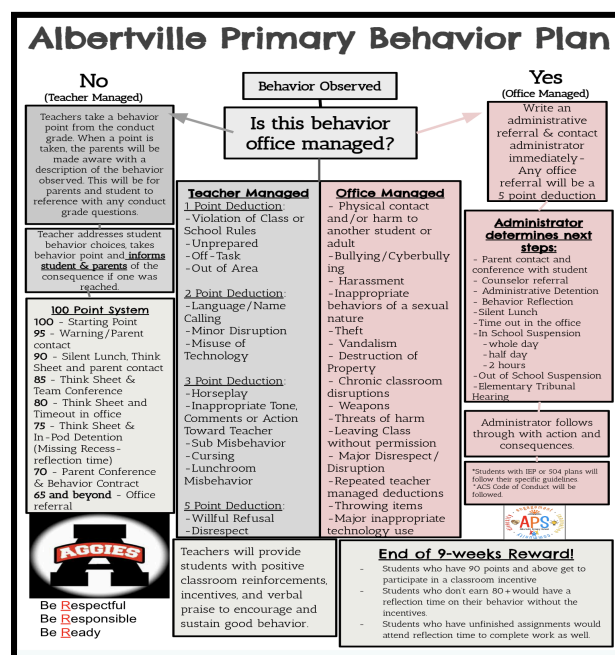 Albertville Primary Behavior Plan
No
(Teacher Managed)
Behavior Observed
Is this behavior
office managed?
Yes
(Office Managed)
Teachers take a behavior
point from the conduct
grade. When a point is
taken, the parents will be
made aware with a
description of the behavior
observed. This will be for
parents and student to
reference with any conduct
grade questions.
Teacher addresses student
behavior choices, takes
behavior point and informs
student & parents of the
consequence if one was
reached.
100 Point System
100 - Starting Point
95 - Warning/Parent
contact
90 - Silent Lunch, Think
Sheet and parent contact
85 - Think Sheet &
Team Conference
80 - Think Sheet and
Timeout in office
75 - Think Sheet &
In-Pod Detention
(Missing Recess-
reflection time)
70 - Parent Conference
& Behavior Contract
65 and beyond - Office
referral
AGGIES
Be Respectful
Be Responsible
Be Ready
Teacher Managed
1 Point Deduction:
-Violation of Class or
School Rules
-Unprepared
-Off-Task
-Out of Area
2 Point Deduction:
-Language/Name
Calling
-Minor Disruption
-Misuse of
Technology
3 Point Deduction:
-Horseplay
-Inappropriate Tone,
Comments or Action
Toward Teacher
-Sub Misbehavior
-Cursing
-Lunchroom
Misbehavior
5 Point Deduction:
-Willful Refusal
-Disrespect
Office Managed
- Physical contact
and/or harm to
another student or
adult
-Bullying/Cyberbully
ing
- Harassment
-Inappropriate
behaviors of a sexual
nature
- Theft
- Vandalism
- Destruction of
Property
- Chronic classroom
disruptions
- Weapons
-Threats of harm
-Leaving Class
without permission
- Major Disrespect/
Disruption
-Repeated teacher
managed deductions
-Throwing items
-Major inappropriate
technology use
Write an
administrative
referral & contact
administrator
immediately-
Any office
referral will be a
5 point deduction
Administrator
determines next
steps:
- Parent contact and
conference with student
- Counselor referral
- Administrative Detention
- Behavior Reflection
-Silent Lunch
-Time out in the office
-In School Suspension
-whole day
-half day
-2 hours
-Out of School Suspension
-Elementary Tribunal
Hearing
Administrator follows
through with action and
consequences.
*Students with IEP or 504 plans will
follow their specific guidelines
*ACS Code of Conduct will be
followed.
APS
Teachers will provide
students with positive
classroom reinforcements,
incentives, and verbal
praise to encourage and
sustain good behavior.
End of 9-weeks Reward!
- Students who have 90 points and above get to
participate in a classroom incentive
- Students who don't earn 80+would have a
reflection time on their behavior without the
incentives.
- Students who have unfinished assignments would
attend reflection time to complete work as well.